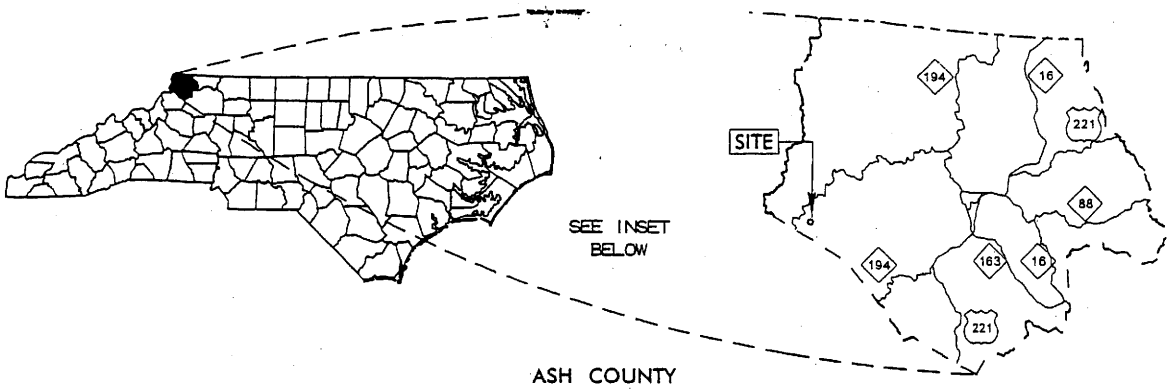 194
16
221
SITE
88
SEE INSET
BELOW
194
163
16
221
ASH COUNTY